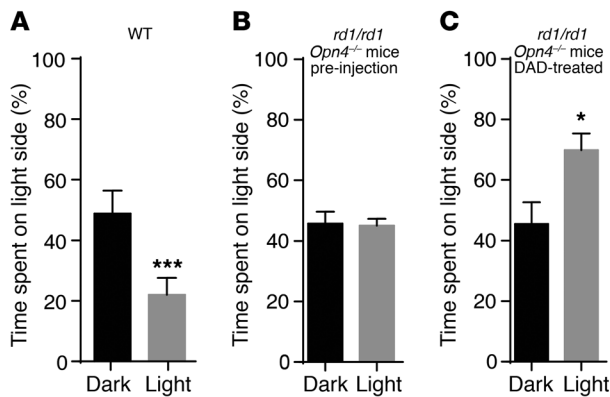 A
WT
Time spent on light side (%)
100
80
60
40
20
0
***
Dark Light
B
rd1/rd1
Opn4–/– mice
pre-injection
Time spent on light side (%)
100
80
60
40
20
0
Dark Light
C
rd1/rd1
Opn4–/– mice
DAD-treated
Time spent on light side (%)
100
80
60
40
20
0
*
Dark Light